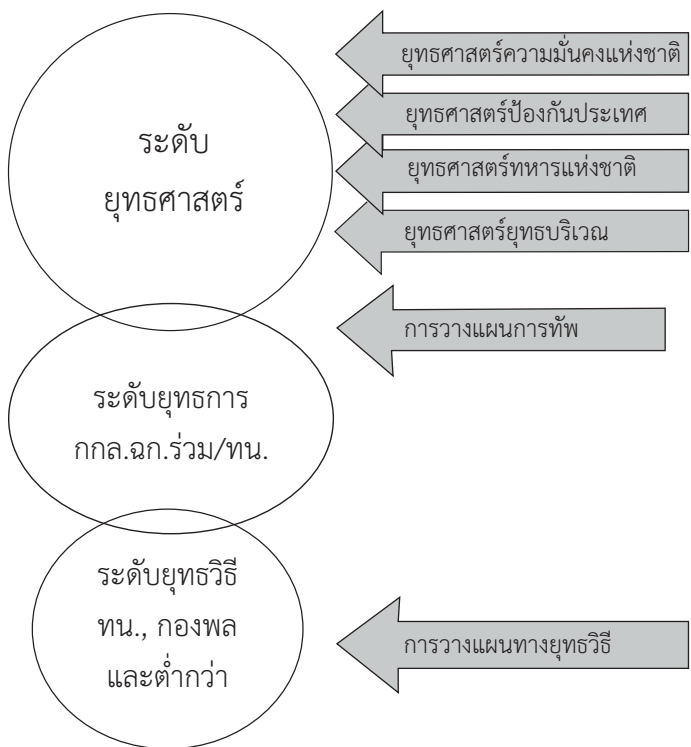 ยุทธศาสตร์ความมั่นคงแห่งชาติ
ยุทธศาสตร์ป้องกันประเทศ
ระดับ
ยุทธศาสตร์
ยุทธศาสตร์ทหารแห่งชาติ
ยุทธศาสตร์ยุทธบริเวณ
การวางแผนการทัพ
ระดับยุทธการ
กกล.ฉก.ร่วม/ทน.
ระดับยุทธวิธี
ทน., กองพล
และต่ำกว่า
การวางแผนทางยุทธวิธี